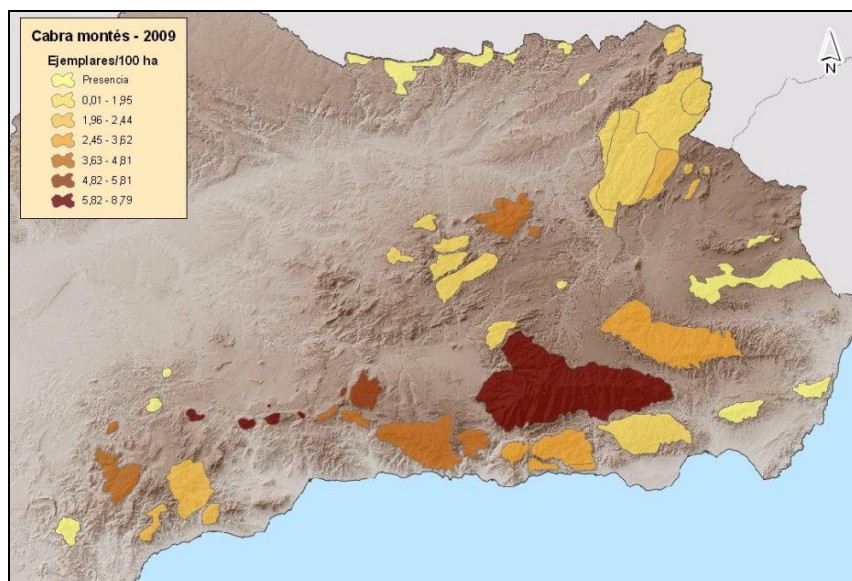 Cabra montés - 2009
Ejemplares/100 ha
Presencia
0,01 - 1,95
1,96 - 2,44
2,45 - 3,62
3,63 - 4,81
4,82 - 5,81
5,82 - 8,79
N